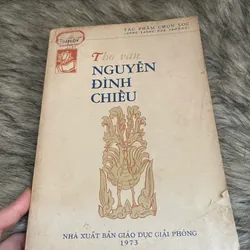 TÁC PHẨM CHỌN LỌC
Thơ văn
NGUYỄN
ĐÌNH
CHIỂU
NHÀ XUẤT BẢN GIÁO DỤC GIẢI PHÓNG
1973